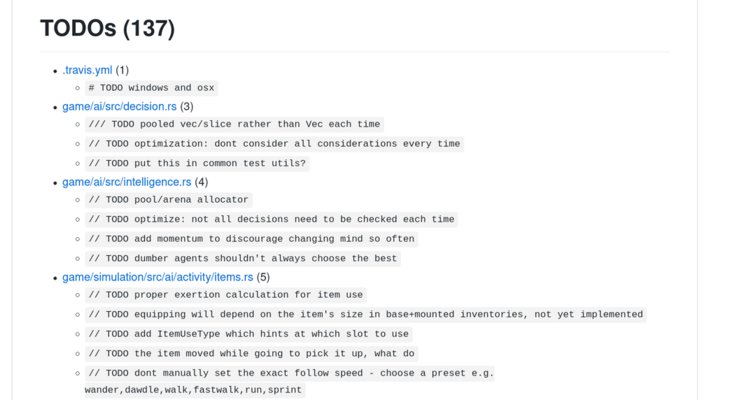 TODOs (137)
.travis.yml (1)
# TODO windows and osx
game/ai/src/decision.rs (3)
/// TODO pooled vec/slice rather than Vec each time
// TODO optimization: dont consider all considerations every time
// TODO put this in common test utils?
game/ai/src/intelligence.rs (4)
// TODO pool/arena allocator
// TODO optimize: not all decisions need to be checked each time
// TODO add momentum to discourage changing mind so often
// TODO dumber agents shouldn't always choose the best
game/simulation/src/ai/activity/items.rs (5)
// TODO proper exertion calculation for item use
// TODO equipping will depend on the item's size in base+mounted inventories, not yet implemented
// TODO add ItemUseType which hints at which slot to use
// TODO the item moved while going to pick it up, what do
// TODO dont manually set the exact follow speed - choose a preset e.g.
wander,dawdle,walk,fastwalk,run,sprint